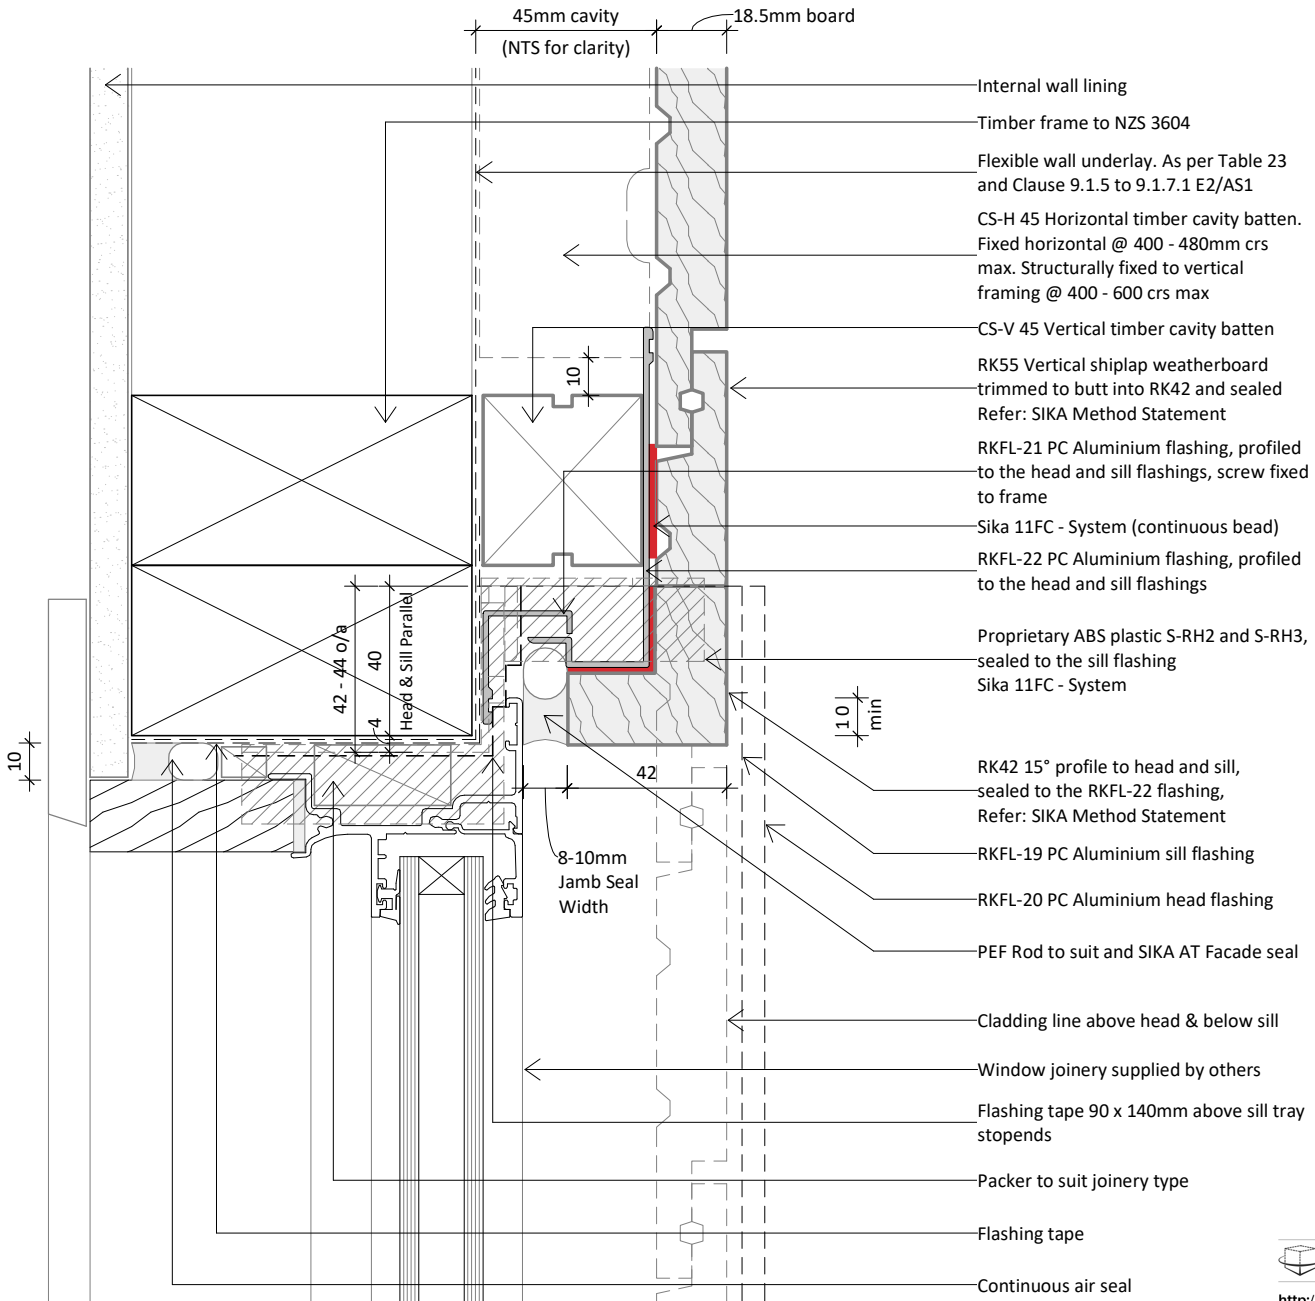 45mm cavity
(NTS for clarity)
18.5mm board
Internal wall lining
Timber frame to NZS 3604
Flexible wall underlay. As per Table 23
and Clause 9.1.5 to 9.1.7.1 E2/AS1
CS-H 45 Horizontal timber cavity batten.
Fixed horizontal @ 400 - 480mm crs
max. Structurally fixed to vertical
framing @ 400 - 600 crs max
CS-V 45 Vertical timber cavity batten
RK55 Vertical shiplap weatherboard
trimmed to butt into RK42 and sealed
Refer: SIKA Method Statement
RKFL-21 PC Aluminium flashing, profiled
to the head and sill flashings, screw fixed
to frame
Sika 11FC - System (continuous bead)
RKFL-22 PC Aluminium flashing, profiled
to the head and sill flashings
Proprietary ABS plastic S-RH2 and S-RH3,
sealed to the sill flashing
Sika 11FC - System
RK42 15° profile to head and sill,
sealed to the RKFL-22 flashing,
Refer: SIKA Method Statement
RKFL-19 PC Aluminium sill flashing
RKFL-20 PC Aluminium head flashing
PEF Rod to suit and SIKA AT Facade seal
Cladding line above head & below sill
Window joinery supplied by others
Flashing tape 90 x 140mm above sill tray
stopends
Packer to suit joinery type
Flashing tape
Continuous air seal
10
42 - 44 o/a
40
4
Head & Sill Parallel
10
min
10
42
8-10mm
Jamb Seal
Width
http:/